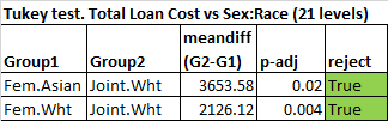 Tukey test. Total Loan Cost vs Sex:Race (21 levels)
Group1 Group2 meandiff (G2-G1) p-adj reject
Fem.Asian Joint.Wht 3653.58 0.02 True
Fem.Wht Joint.Wht 2126.12 0.004 True